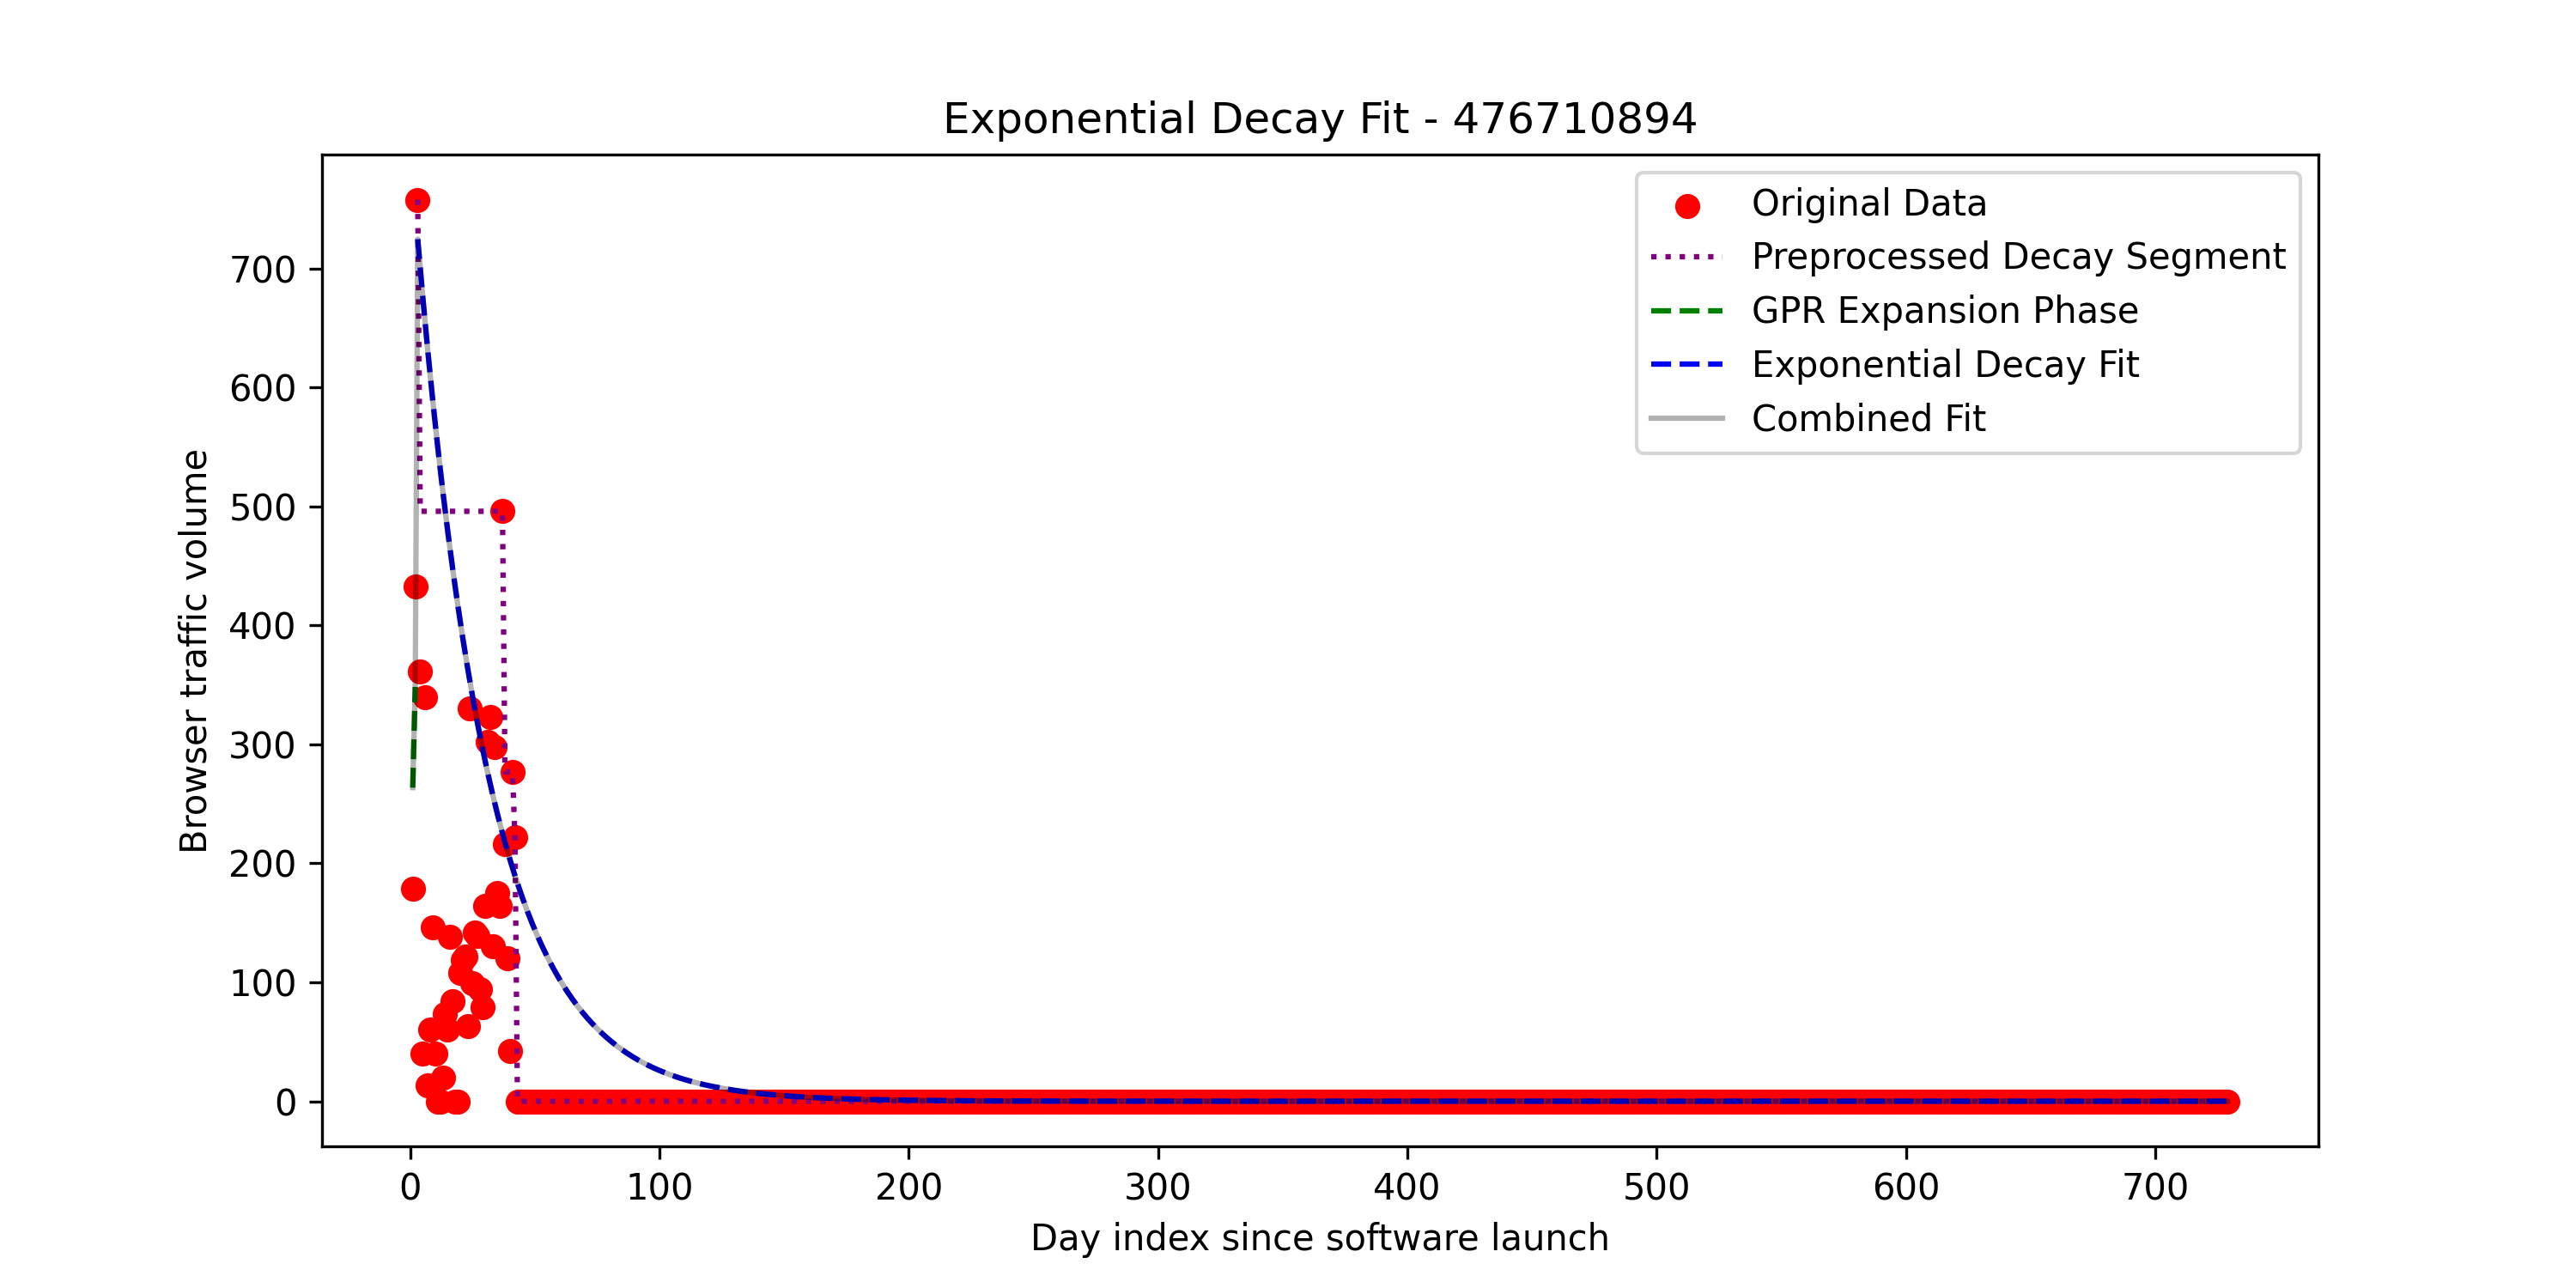 Exponential Decay Fit - 476710894
Original Data
Preprocessed Decay Segment
GPR Expansion Phase
Exponential Decay Fit
Combined Fit
Browser traffic volume
700
600
500
400
300
200
100
0
0 100 200 300 400 500 600 700
Day index since software launch